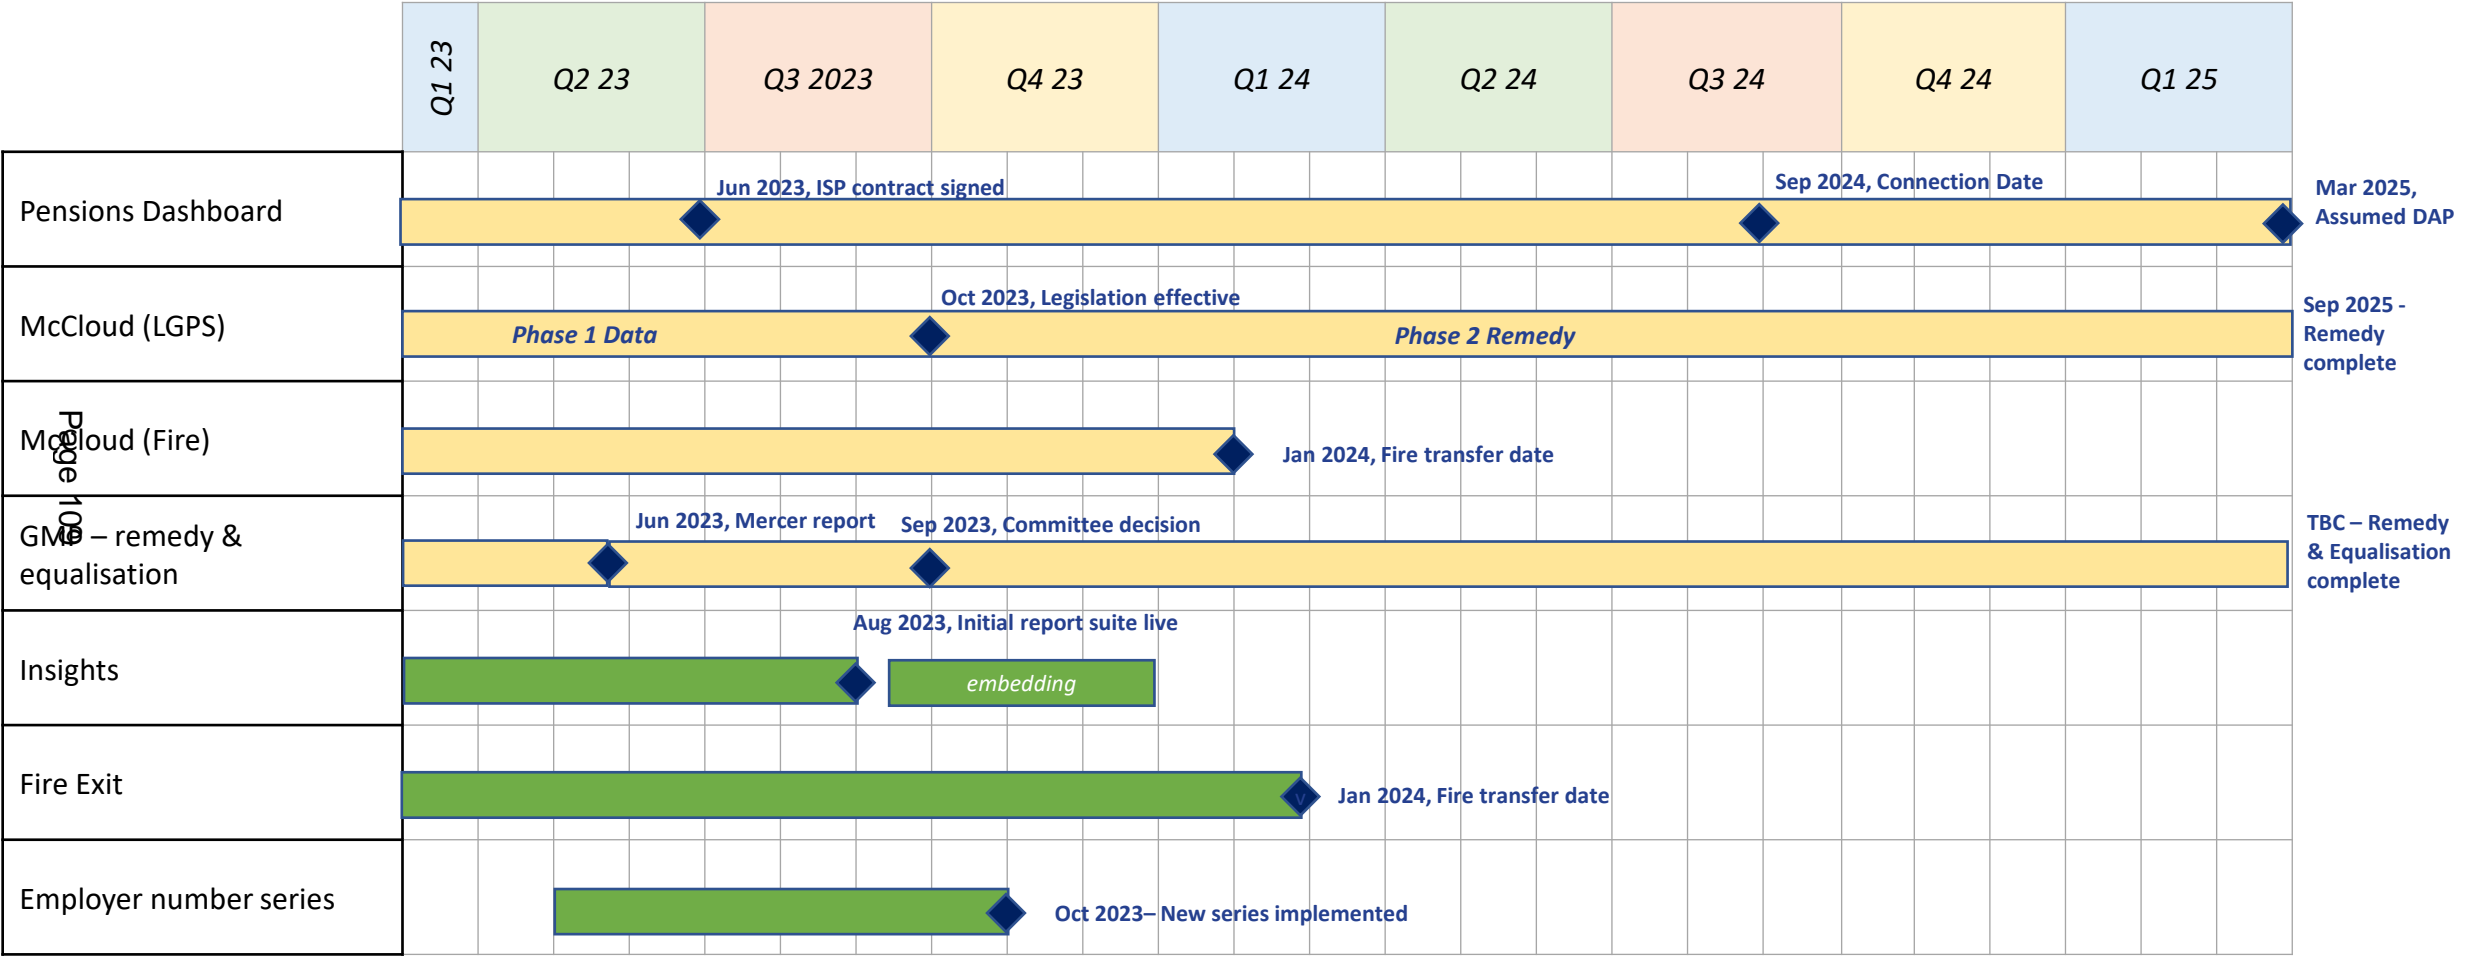 Q1 23
Q2 23
Q3 2023
Q4 23
Q1 24
Q2 24
Q3 24
Q4 24
Q1 25
Pensions Dashboard
Jun 2023, ISP contract signed
Sep 2024, Connection Date
Mar 2025,
Assumed DAP
McCloud (LGPS)
Oct 2023, Legislation effective
Phase 1 Data
Phase 2 Remedy
Sep 2025 -
Remedy
complete
McCloud (Fire)
Jan 2024, Fire transfer date
Page 109
GMP – remedy &
equalisation
Jun 2023, Mercer report
Sep 2023, Committee decision
TBC – Remedy
& Equalisation
complete
Insights
Aug 2023, Initial report suite live
embedding
Fire Exit
v
Jan 2024, Fire transfer date
Employer number series
Oct 2023– New series implemented